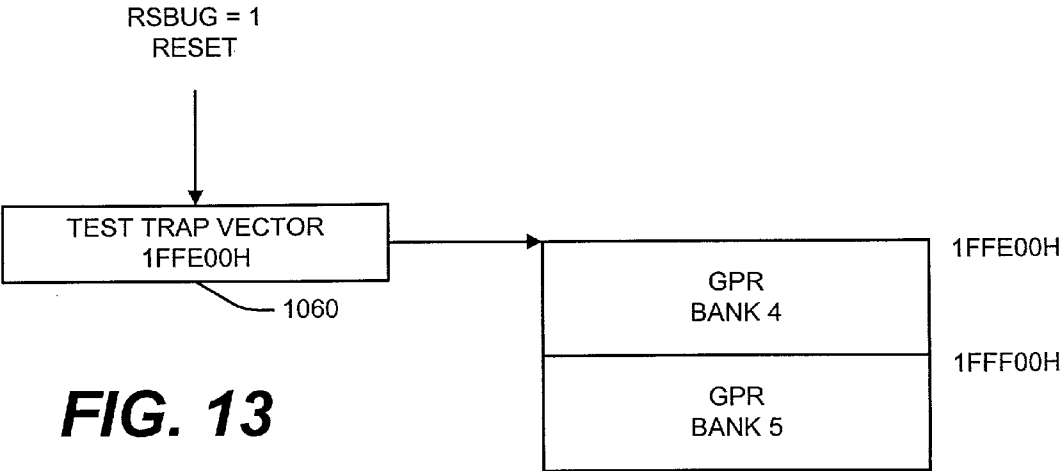 RSBUG = 1
RESET
TEST TRAP VECTOR
1FFE00H
1060
1FFE00H
GPR
BANK 4
1FFF00H
GPR
BANK 5
FIG. 13